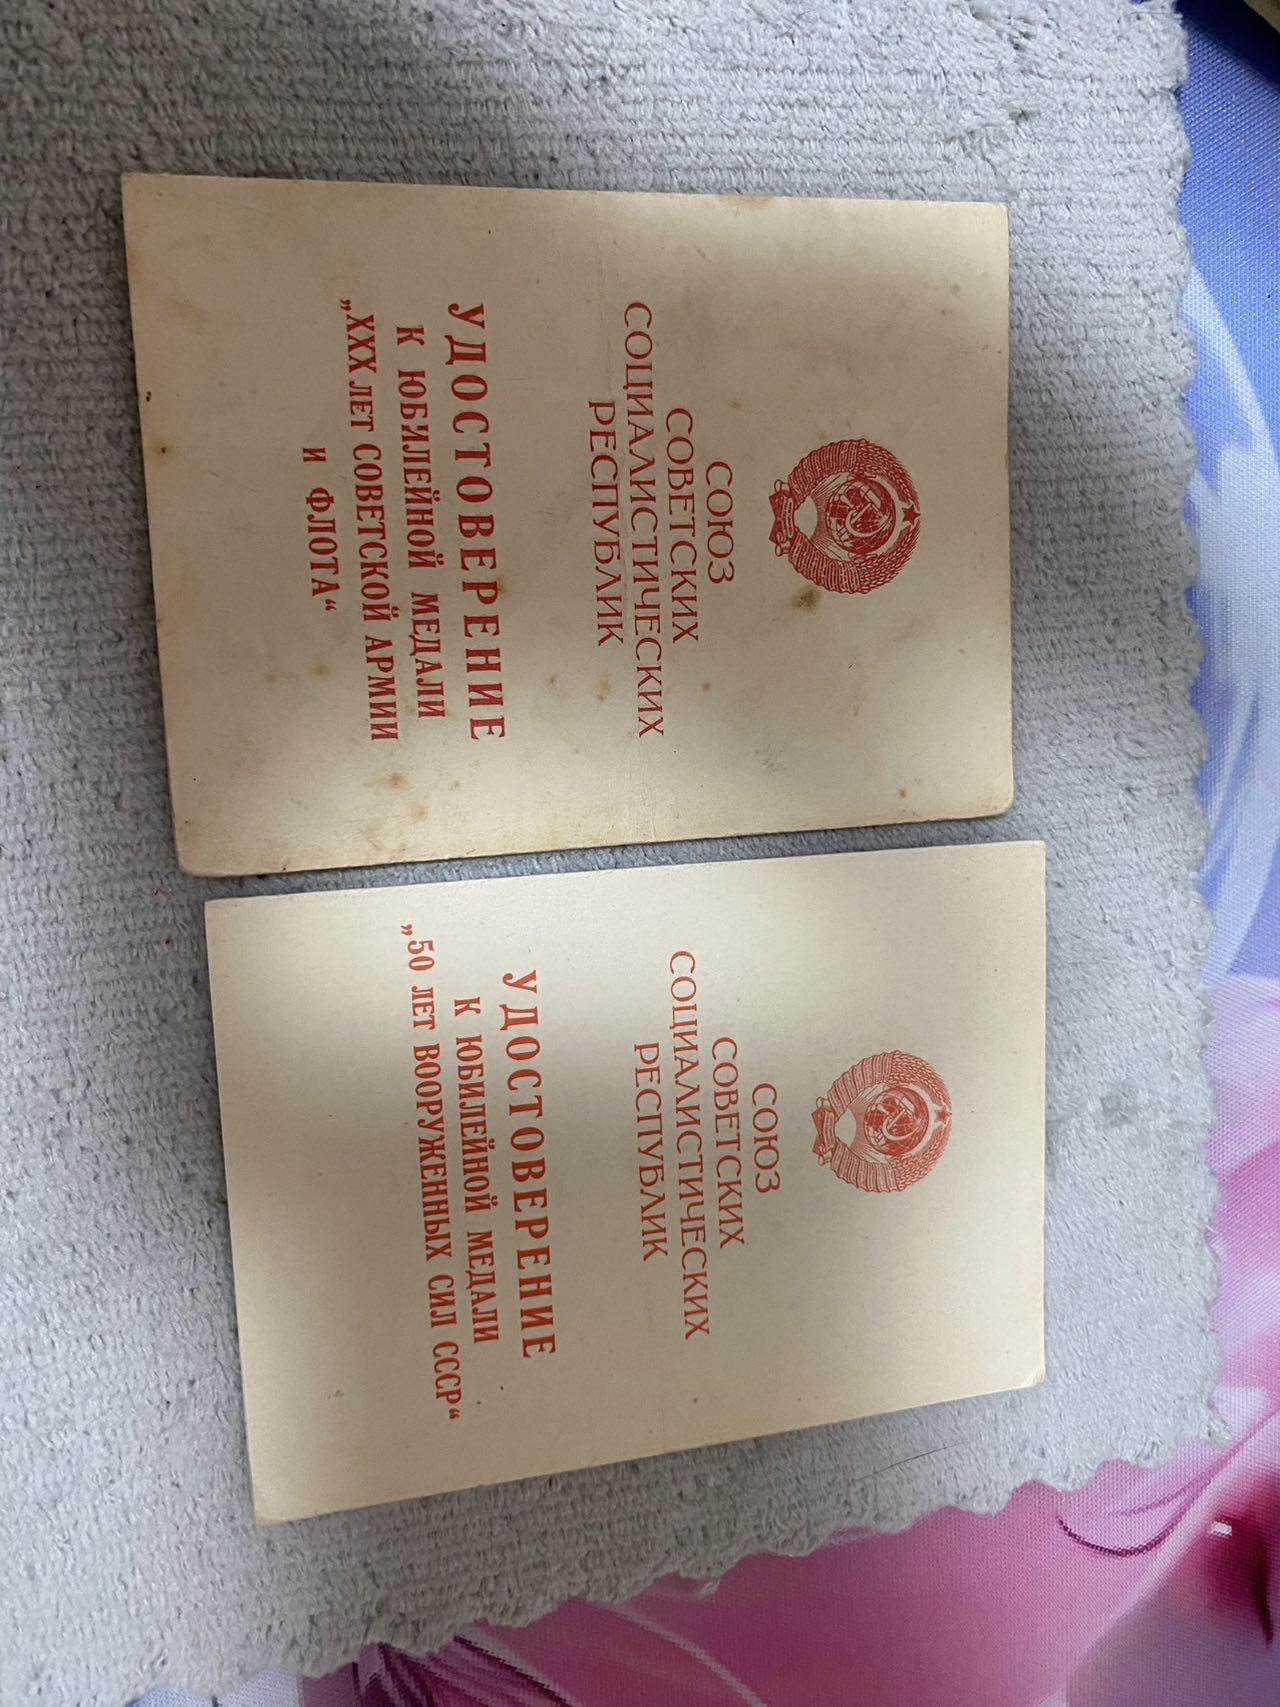 СОЮЗ
СОВЕТСКИХ
СОЦИАЛИСТИЧЕСКИХ
РЕСПУБЛИК
УДОСТОВЕРЕНИЕ
К ЮБИЛЕЙНОЙ МЕДАЛИ
„XXX ЛЕТ СОВЕТСКОЙ АРМИИ
И ФЛОТА“
СОЮЗ
СОВЕТСКИХ
СОЦИАЛИСТИЧЕСКИХ
РЕСПУБЛИК
УДОСТОВЕРЕНИЕ
К ЮБИЛЕЙНОЙ МЕДАЛИ
„50 ЛЕТ ВООРУЖЕННЫХ СИЛ СССР“